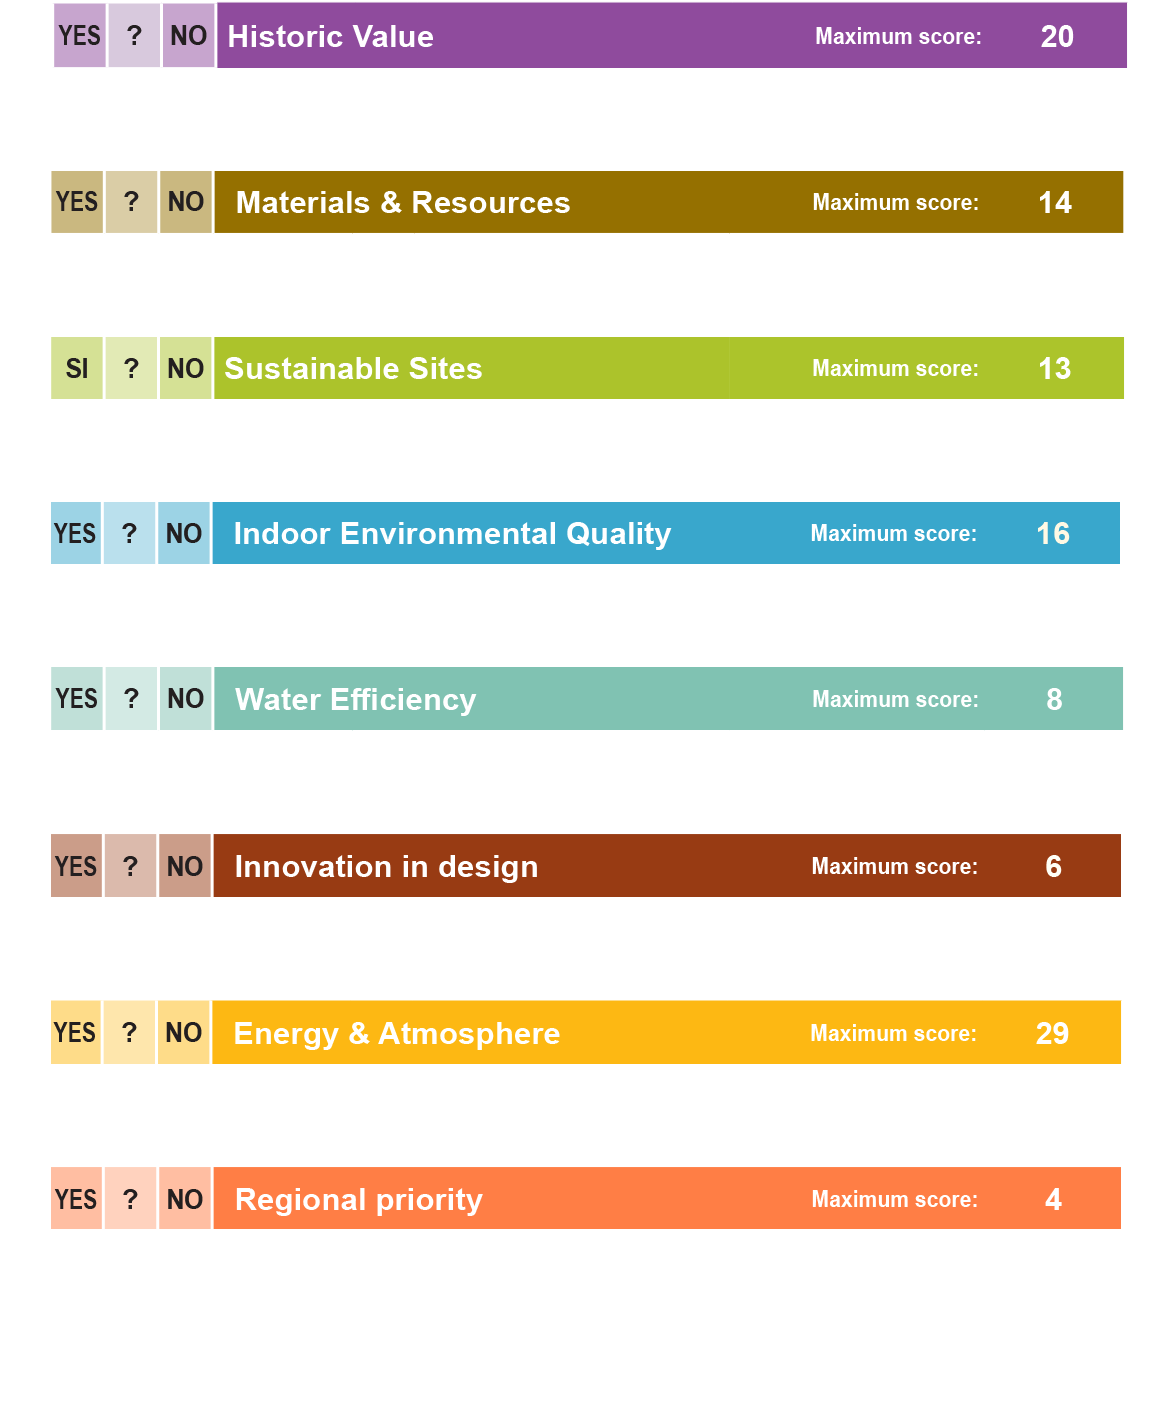 YES ? NO Historic Value Maximum score: 20
YES ? NO Materials & Resources Maximum score: 14
SI ? NO Sustainable Sites Maximum score: 13
YES ? NO Indoor Environmental Quality Maximum score: 16
YES ? NO Water Efficiency Maximum score: 8
YES ? NO Innovation in design Maximum score: 6
YES ? NO Energy & Atmosphere Maximum score: 29
YES ? NO Regional priority Maximum score: 4